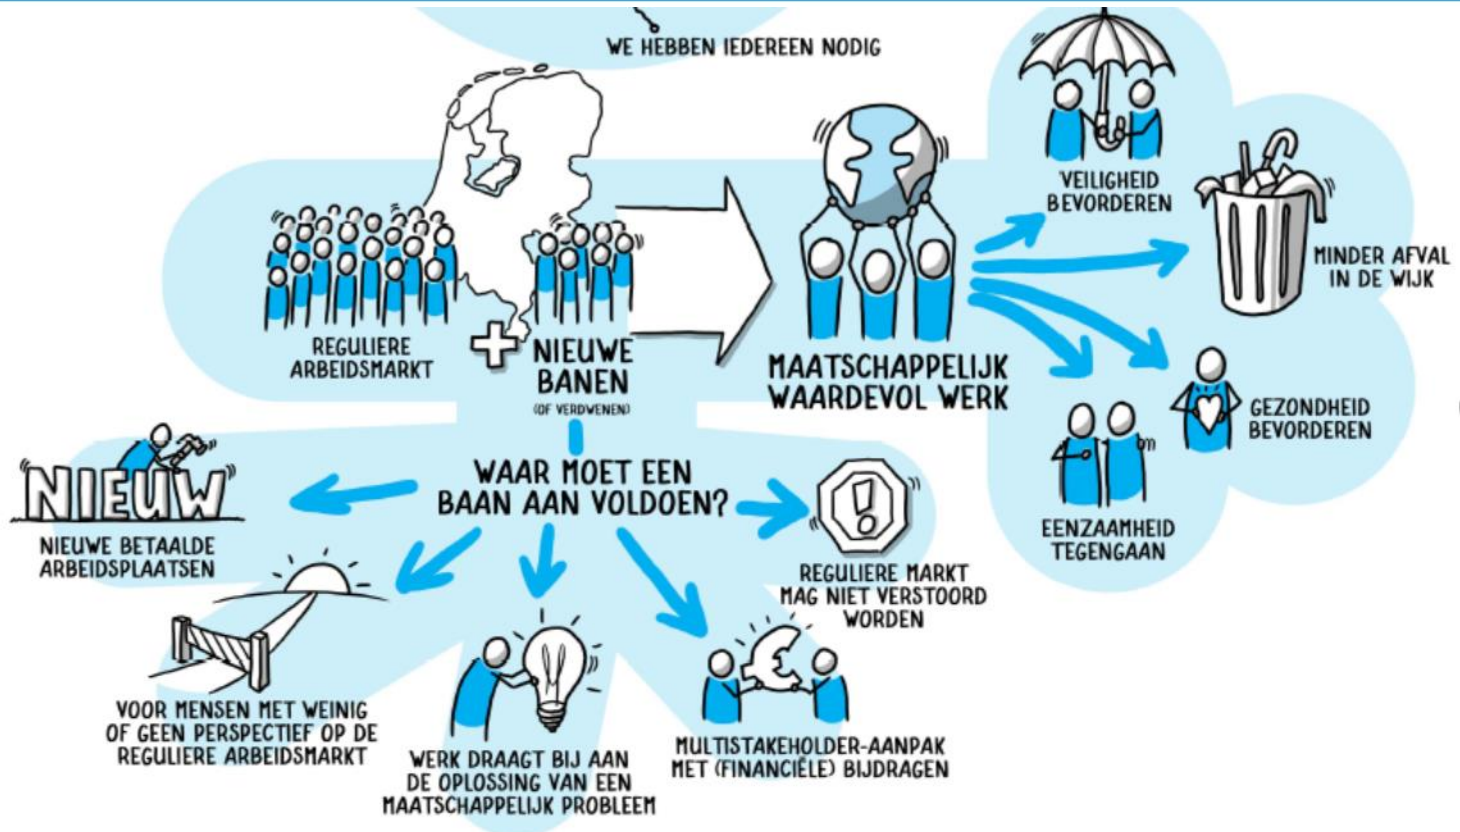 WE HEBBEN IEDEREEN NODIG
REGULIERE
ARBEIDSMARKT
NIEUWE
BANEN
(OF VERDWENEN)
MAATSCHAPPELIJK
WAARDEVOL WERK
VEILIGHEID
BEVORDEREN
MINDER AFVAL
IN DE WIJK
GEZONDHEID
BEVORDEREN
EENZAAMHEID
TEGENGAAN
WAAR MOET EEN
BAAN AAN VOLDOEN?
NIEUW
NIEUWE BETAALDE
ARBEIDSPLAATSEN
VOOR MENSEN MET WEINIG
OF GEEN PERSPECTIEF OP DE
REGULIERE ARBEIDSMARKT
WERK DRAAGT BIJ AAN
DE OPLOSSING VAN EEN
MAATSCHAPPELIJK PROBLEEM
€
MULTISTAKEHOLDER-AANPAK
MET (FINANCIËLE) BIJDRAGEN
!
REGULIERE MARKT
MAG NIET VERSTOORD
WORDEN